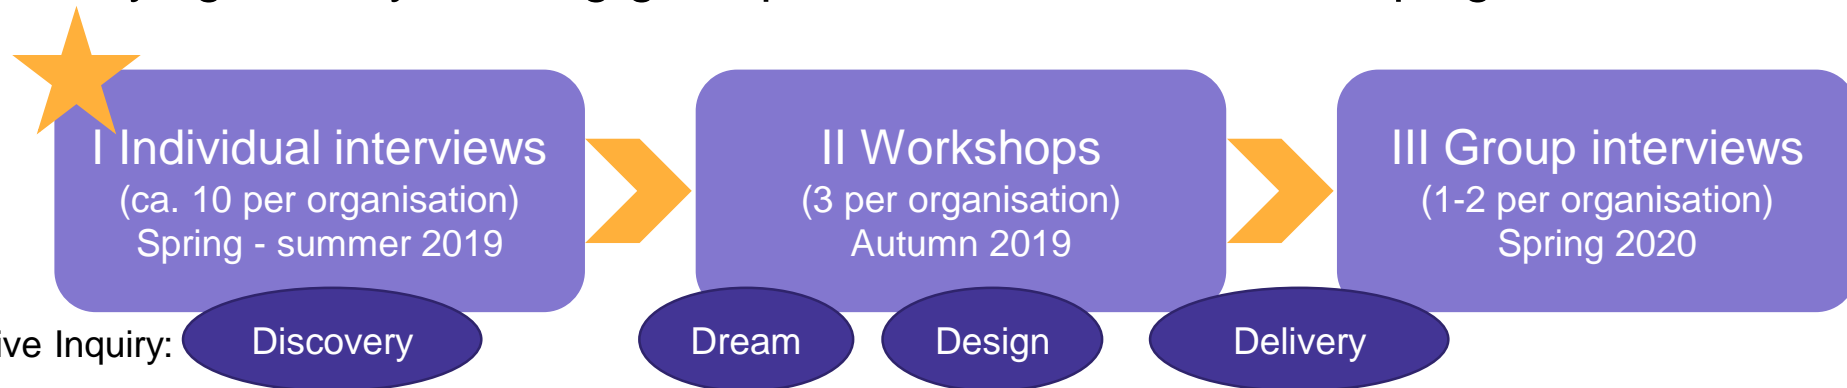 I Individual interviews
(ca. 10 per organisation)
Spring - summer 2019
II Workshops
(3 per organisation)
Autumn 2019
III Group interviews
(1-2 per organisation)
Spring 2020
ive Inquiry: Discovery Dream Design Delivery